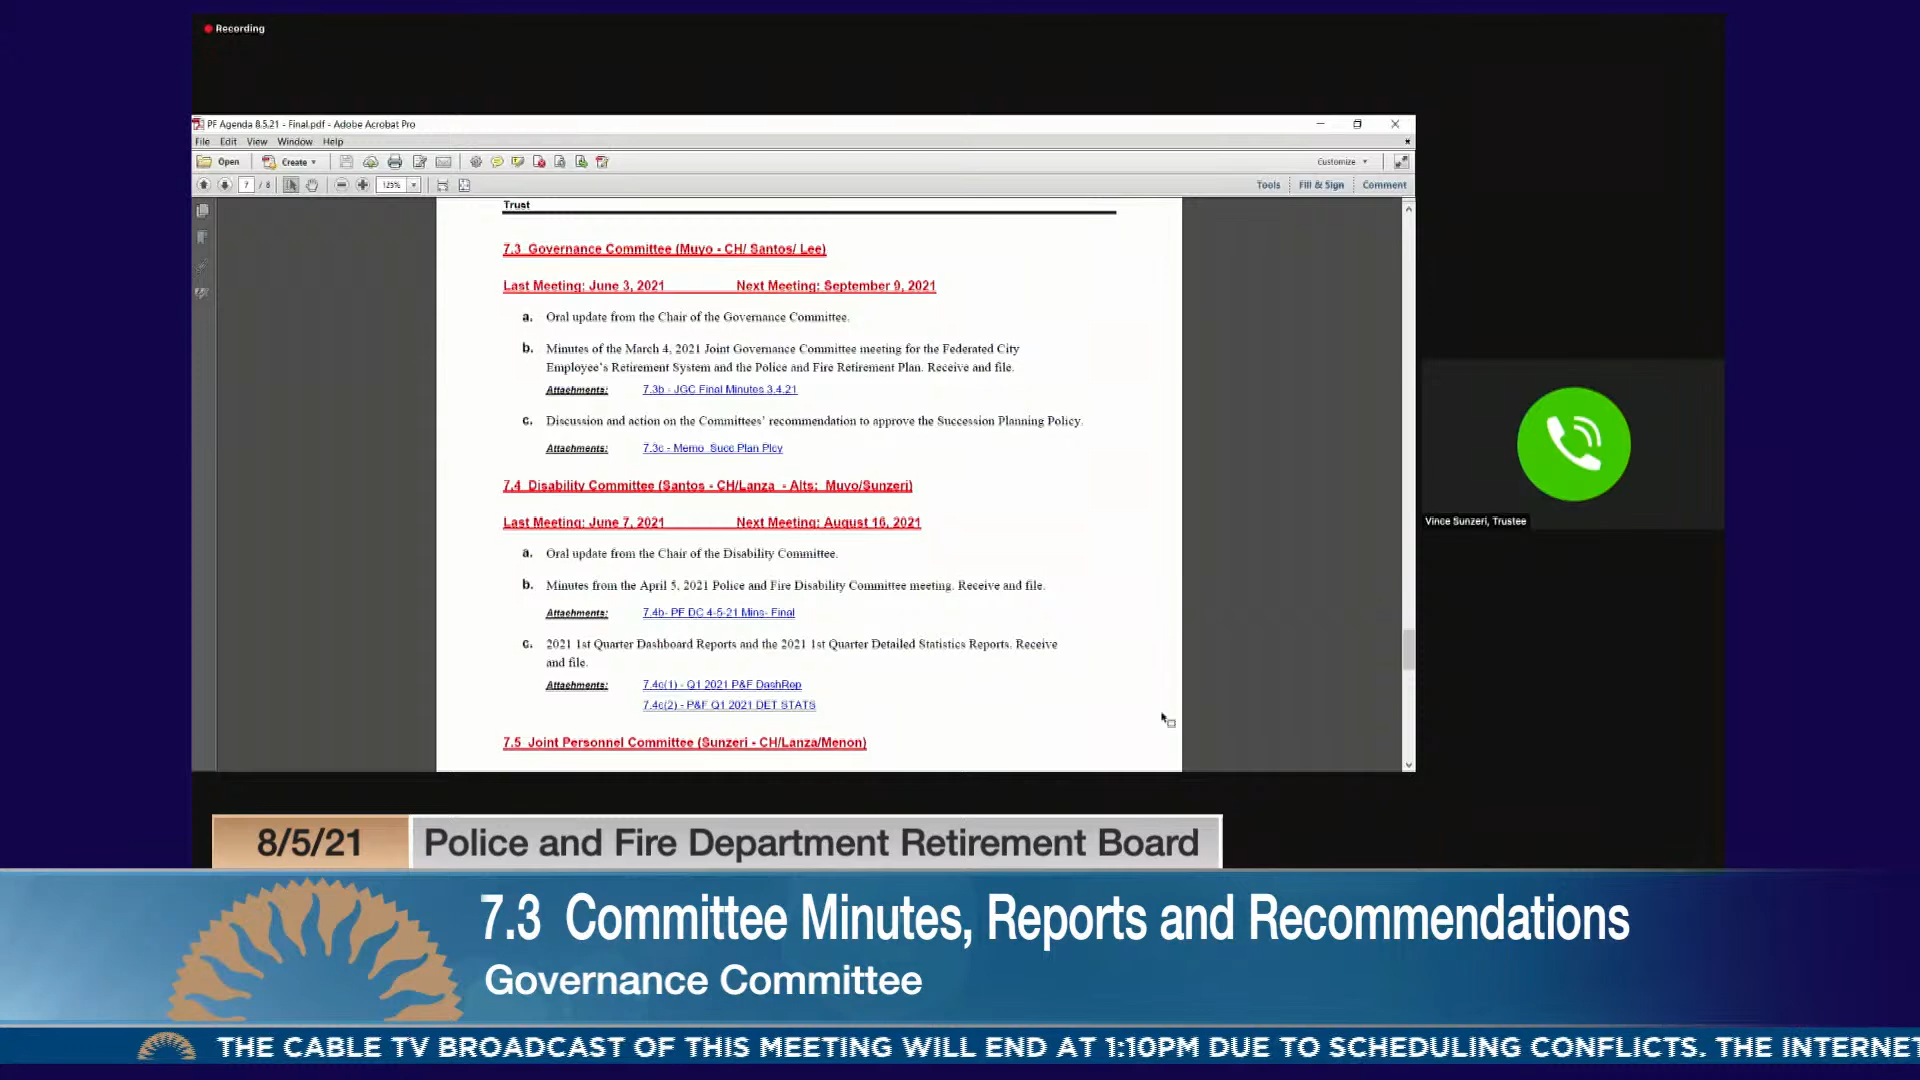 Recording
PF Agenda 8.5.21 - Final.pdf - Adobe Acrobat Pro
File Edit View Window Help
Open Create Customize
7 / 8 125% Tools Fill & Sign Comment
Trust
7.3 Governance Committee (Muyo - CH/ Santos/ Lee)
Last Meeting: June 3, 2021 Next Meeting: September 9, 2021
a. Oral update from the Chair of the Governance Committee.
b. Minutes of the March 4, 2021 Joint Governance Committee meeting for the Federated City
Employee's Retirement System and the Police and Fire Retirement Plan. Receive and file.
Attachments: 7.3b - JGC Final Minutes 3.4.21
c. Discussion and action on the Committees' recommendation to approve the Succession Planning Policy.
Attachments: 7.3c - Memo Succ Plan Plcy
7.4 Disability Committee (Santos - CH/Lanza - Alts: Muyo/Sunzeri)
Last Meeting: June 7, 2021 Next Meeting: August 16, 2021
a. Oral update from the Chair of the Disability Committee.
b. Minutes from the April 5, 2021 Police and Fire Disability Committee meeting. Receive and file.
Attachments: 7.4b- PF DC 4-5-21 Mins- Final
c. 2021 1st Quarter Dashboard Reports and the 2021 1st Quarter Detailed Statistics Reports. Receive
and file.
Attachments: 7.4c(1) - Q1 2021 P&F DashRep
7.4c(2) - P&F Q1 2021 DET STATS
7.5 Joint Personnel Committee (Sunzeri - CH/Lanza/Menon)
Vince Sunzeri, Trustee
8/5/21 Police and Fire Department Retirement Board
7.3 Committee Minutes, Reports and Recommendations
Governance Committee
THE CABLE TV BROADCAST OF THIS MEETING WILL END AT 1:10PM DUE TO SCHEDULING CONFLICTS. THE INTERNET